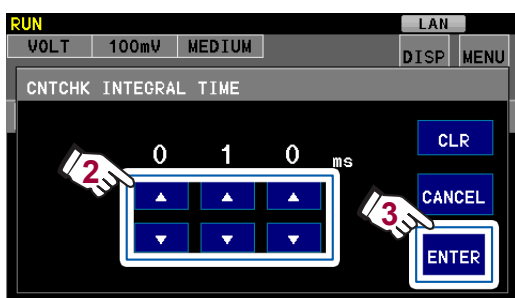 RUN LAN
VOLT 100mV MEDIUM DISP MENU
CNTCHK INTEGRAL TIME
CLR
0 1 0 ms
2
CANCEL
3
ENTER